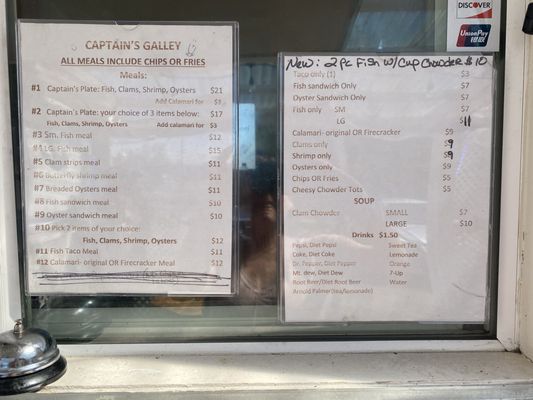 DISCOVER
UnionPay
CAPTAIN'S GALLEY
ALL MEALS INCLUDE CHIPS OR FRIES
Meals:
#1 Captain's Plate: Fish, Clams, Shrimp, Oysters $21
Add Calamari for $3
#2 Captain's Plate: your choice of 3 items below: $17
Fish, Clams, Shrimp, Oysters Add calamari for $3
#3 Sm. Fish meal $12
#4 LG. Fish meal $15
#5 Clam strips meal $11
#6 Butterfly shrimp meal $11
#7 Breaded Oysters meal $11
#8 Fish sandwich meal $10
#9 Oyster sandwich meal $10
#10 Pick 2 items of your choice:
Fish, Clams, Shrimp, Oysters $12
#11 Fish Taco Meal $11
#12 Calamari- original OR Firecracker Meal $12
New: 2 pc Fish w/ Cup Chowder $10
Taco only (1) $3
Fish sandwich Only $7
Oyster Sandwich Only $7
Fish only SM $7
LG $11
Calamari- original OR Firecracker $9
Clams only $9
Shrimp only $9
Oysters only $9
Chips OR Fries $5
Cheesy Chowder Tots $5
SOUP
Clam Chowder SMALL $7
LARGE $10
Drinks $1.50
Pepsi, Diet Pepsi Sweet Tea
Coke, Diet Coke Lemonade
Dr. Pepper, Diet Pepper Orange
Mt. dew, Diet Dew 7-Up
Root Beer/Diet Root Beer Water
Arnold Palmer(tea/lemonade)